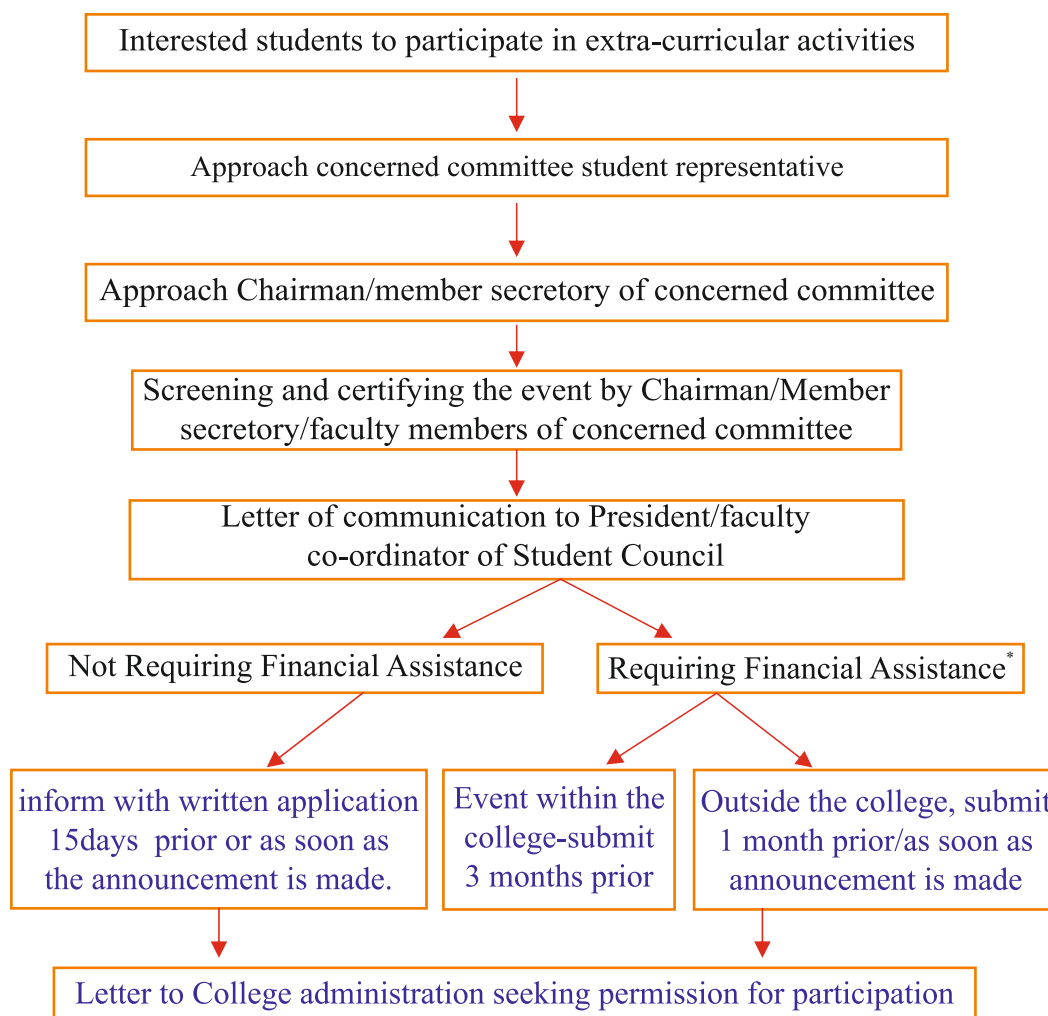 Interested students to participate in extra-curricular activities
Approach concerned committee student representative
Approach Chairman/member secretory of concerned committee
Screening and certifying the event by Chairman/Member
secretory/faculty members of concerned committee
Letter of communication to President/faculty
co-ordinator of Student Council
Not Requiring Financial Assistance
Requiring Financial Assistance*
inform with written application
15days prior or as soon as
the announcement is made.
Event within the
college-submit
3 months prior
Outside the college, submit
1 month prior/as soon as
announcement is made
Letter to College administration seeking permission for participation